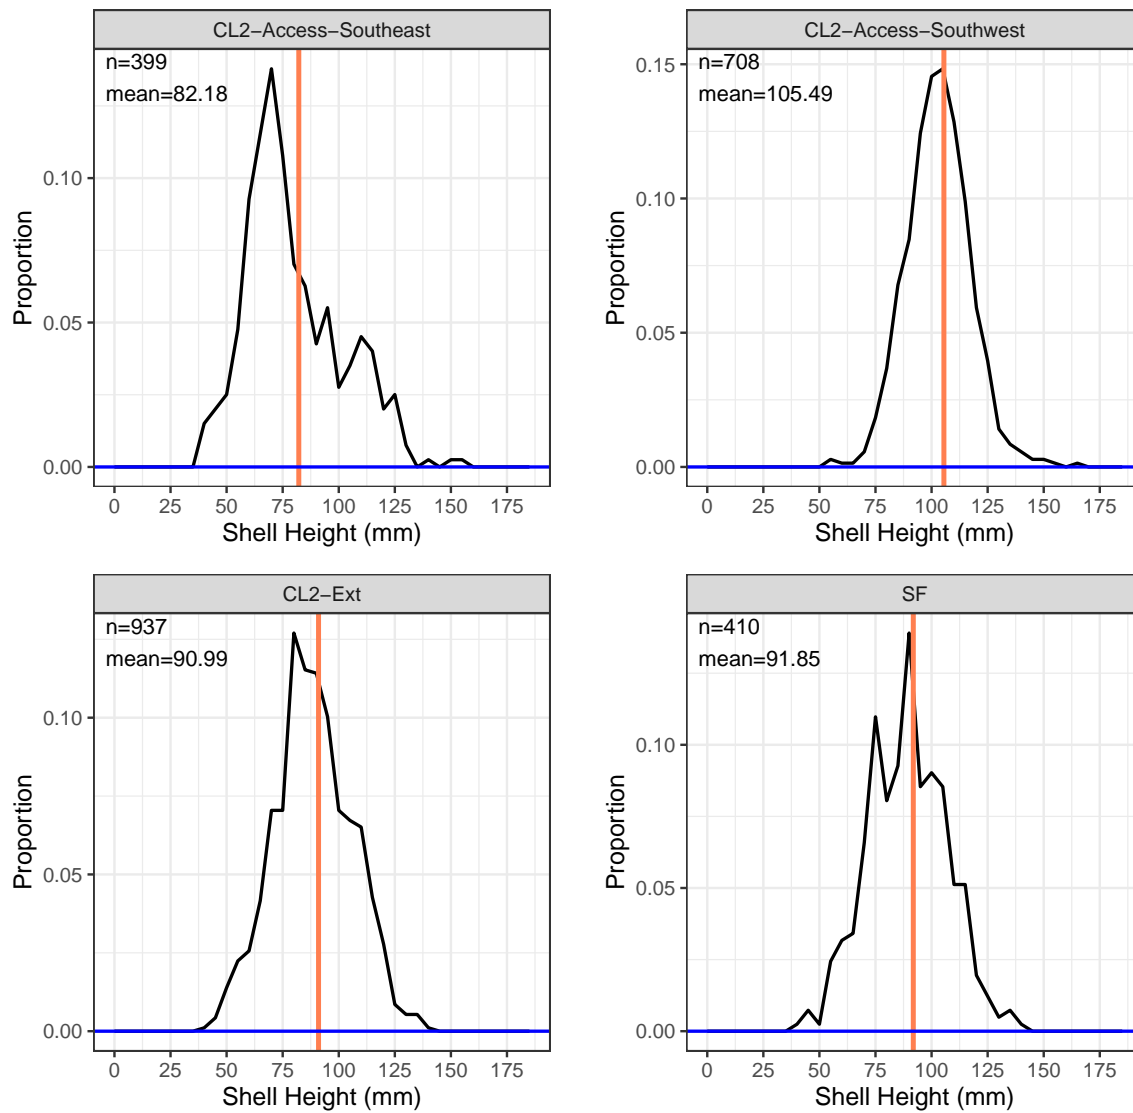 CL2-Access-Southeast
n=399
mean=82.18
0.10
0.05
0.00
Proportion
0 25 50 75 100 125 150 175
Shell Height (mm)
CL2-Access-Southwest
n=708
mean=105.49
0.15
0.10
0.05
0.00
Proportion
0 25 50 75 100 125 150 175
Shell Height (mm)
CL2-Ext
n=937
mean=90.99
0.10
0.05
0.00
Proportion
0 25 50 75 100 125 150 175
Shell Height (mm)
SF
n=410
mean=91.85
0.10
0.05
0.00
Proportion
0 25 50 75 100 125 150 175
Shell Height (mm)